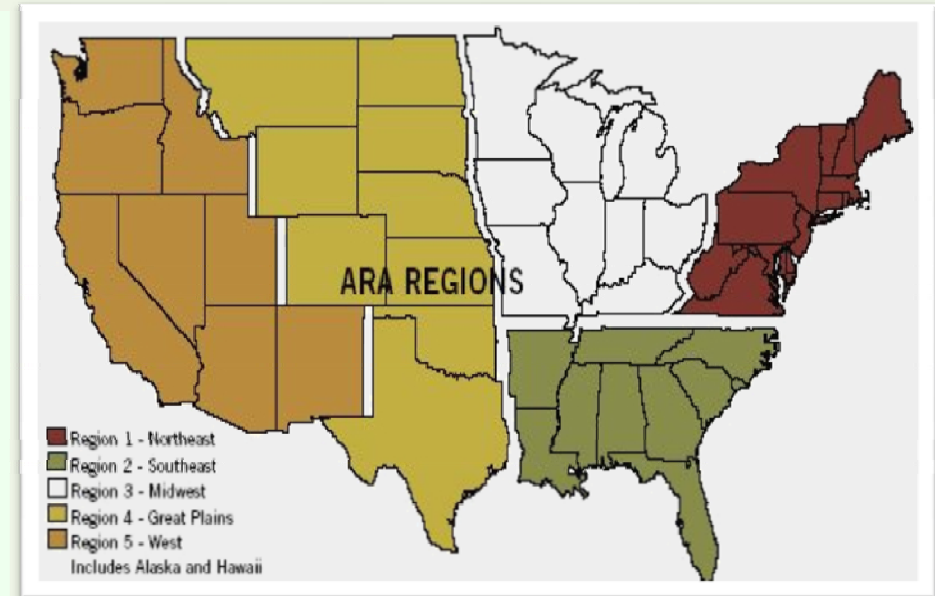 ARA REGIONS
Region 1 - Northeast
Region 2 - Southeast
Region 3 - Midwest
Region 4 - Great Plains
Region 5 - West
Includes Alaska and Hawaii